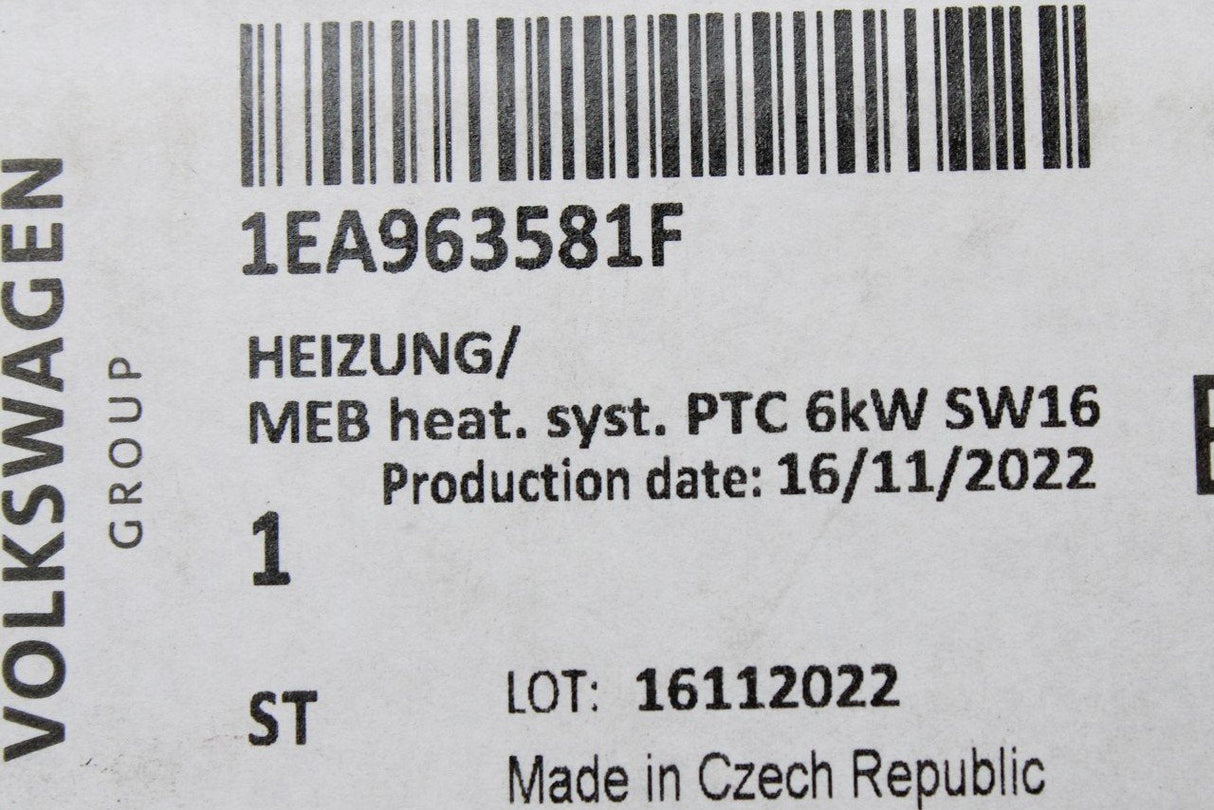 VOLKSWAGEN
GROUP
1EA963581F
HEIZUNG/
MEB heat. syst. PTC 6kW SW16
Production date: 16/11/2022
1
ST
LOT: 16112022
Made in Czech Republic